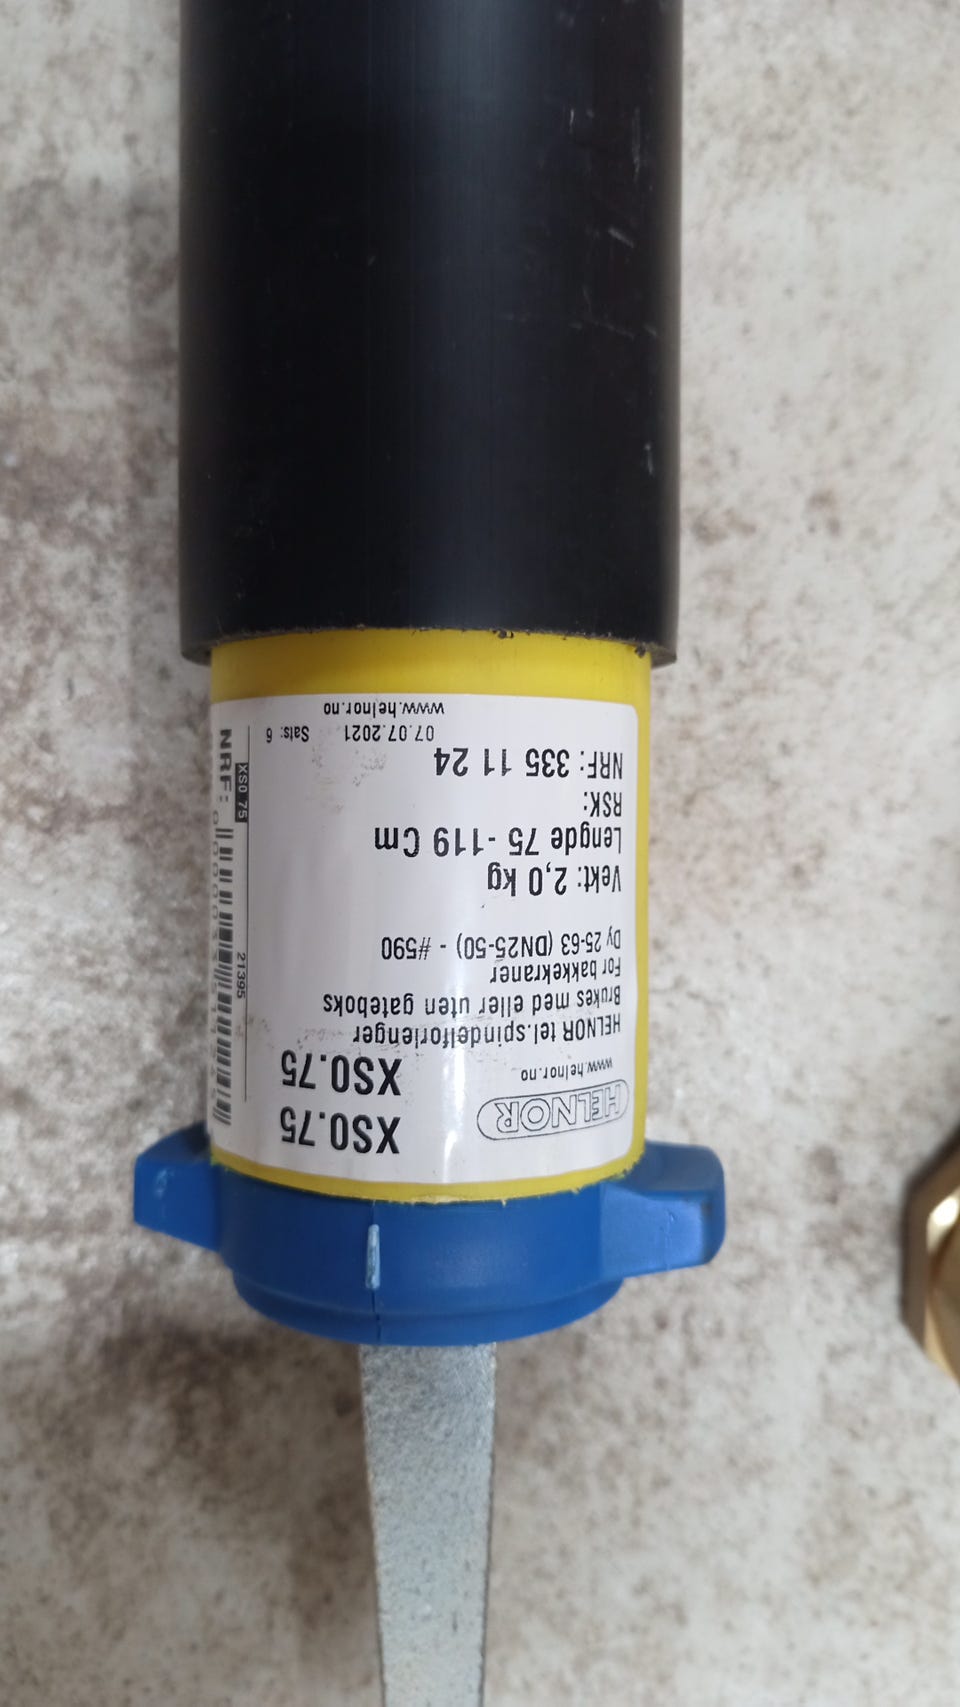 HELNOR
www.helnor.no
XS0.75
XS0.75
HELNOR tel.spindelforlenger
Brukes med eller uten gateboks
For bakkekraner
Dy 25-63 (DN25-50) - #590
Vekt: 2,0 kg
Lengde 75 -119 Cm
RSK:
NRF: 335 11 24
07.07.2021 Sats: 6
www.helnor.no
21395
XS0 75
NRF: